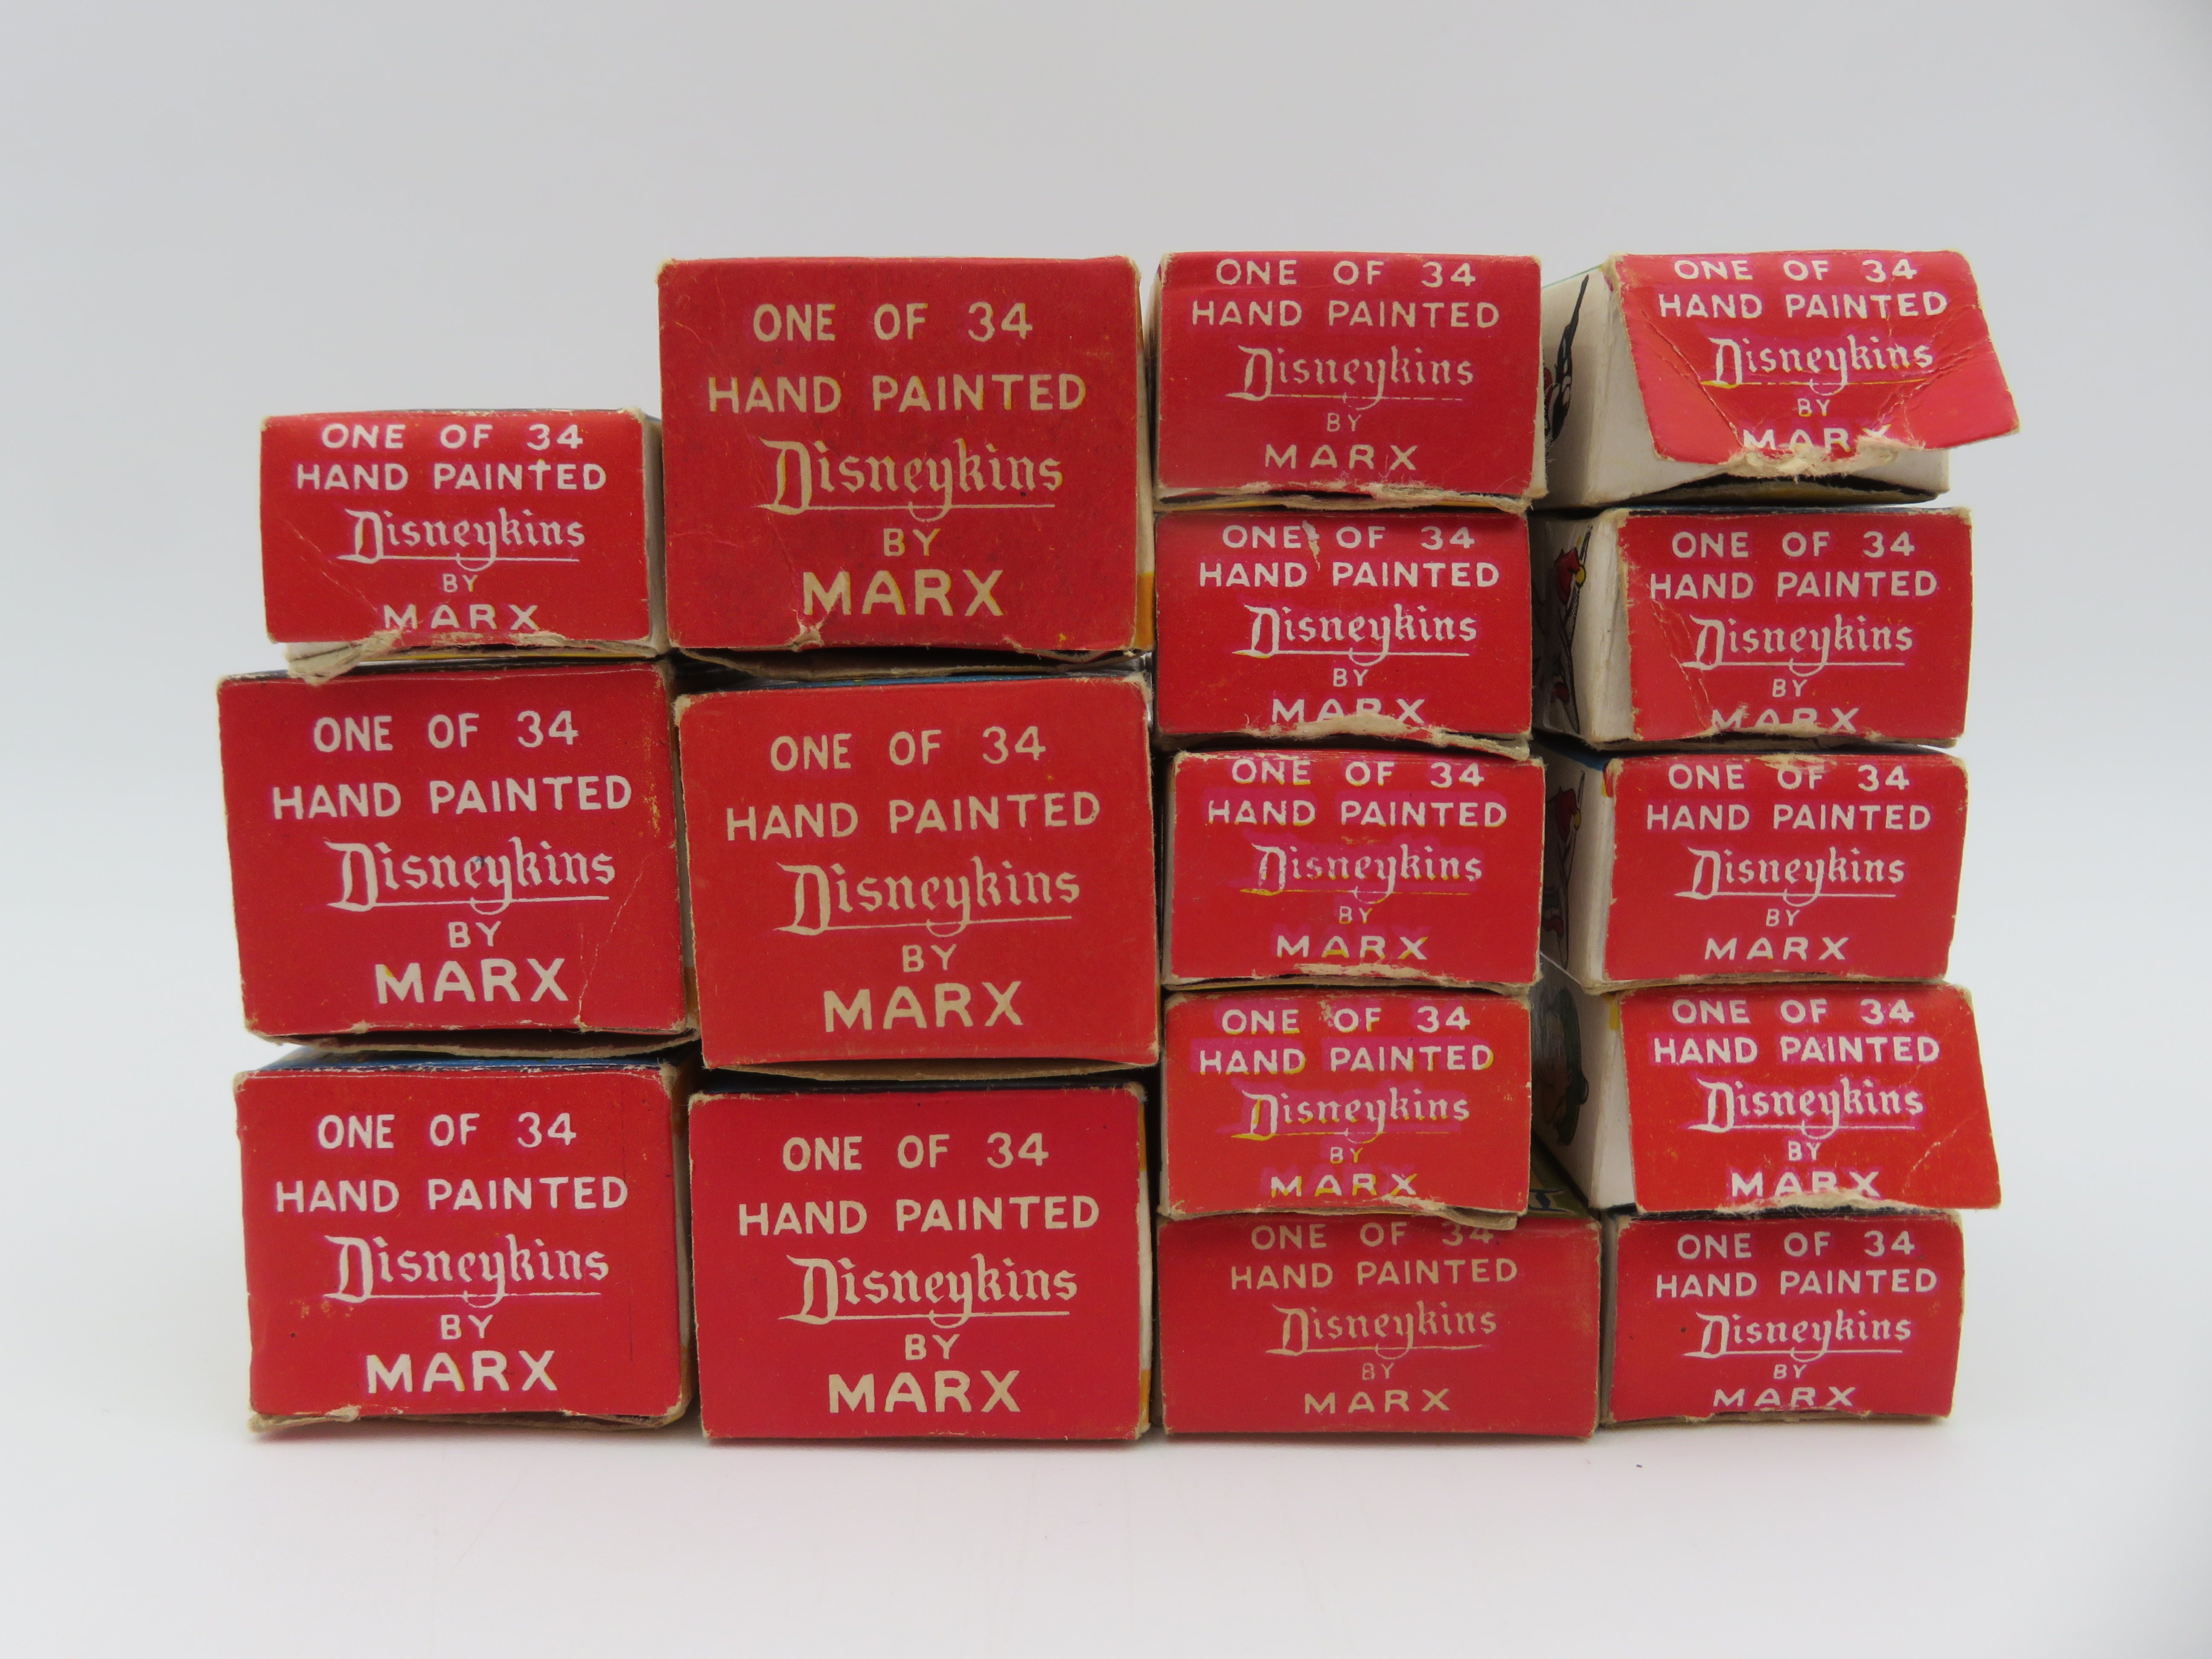 ONE OF 34
HAND PAINTED
Disneykins
BY
MARX
ONE OF 34
HAND PAINTED
Disneykins
BY
MARX
ONE OF 34
HAND PAINTED
Disneykins
BY
MARX
ONE OF 34
HAND PAINTED
Disneykins
BY
MARX
ONE OF 34
HAND PAINTED
Disneykins
BY
MARX
ONE OF 34
HAND PAINTED
Disneykins
BY
MARX
ONE OF 34
HAND PAINTED
Disneykins
BY
MARX
ONE OF 34
HAND PAINTED
Disneykins
BY
MARX
ONE OF 34
HAND PAINTED
Disneykins
BY
MARX
ONE OF 34
HAND PAINTED
Disneykins
BY
MARX
ONE OF 34
HAND PAINTED
Disneykins
BY
MARX
ONE OF 34
HAND PAINTED
Disneykins
BY
MARX
ONE OF 34
HAND PAINTED
Disneykins
BY
MARX
ONE OF 34
HAND PAINTED
Disneykins
BY
MARX
ONE OF 34
HAND PAINTED
Disneykins
BY
MARX
ONE OF 34
HAND PAINTED
Disneykins
BY
MARX